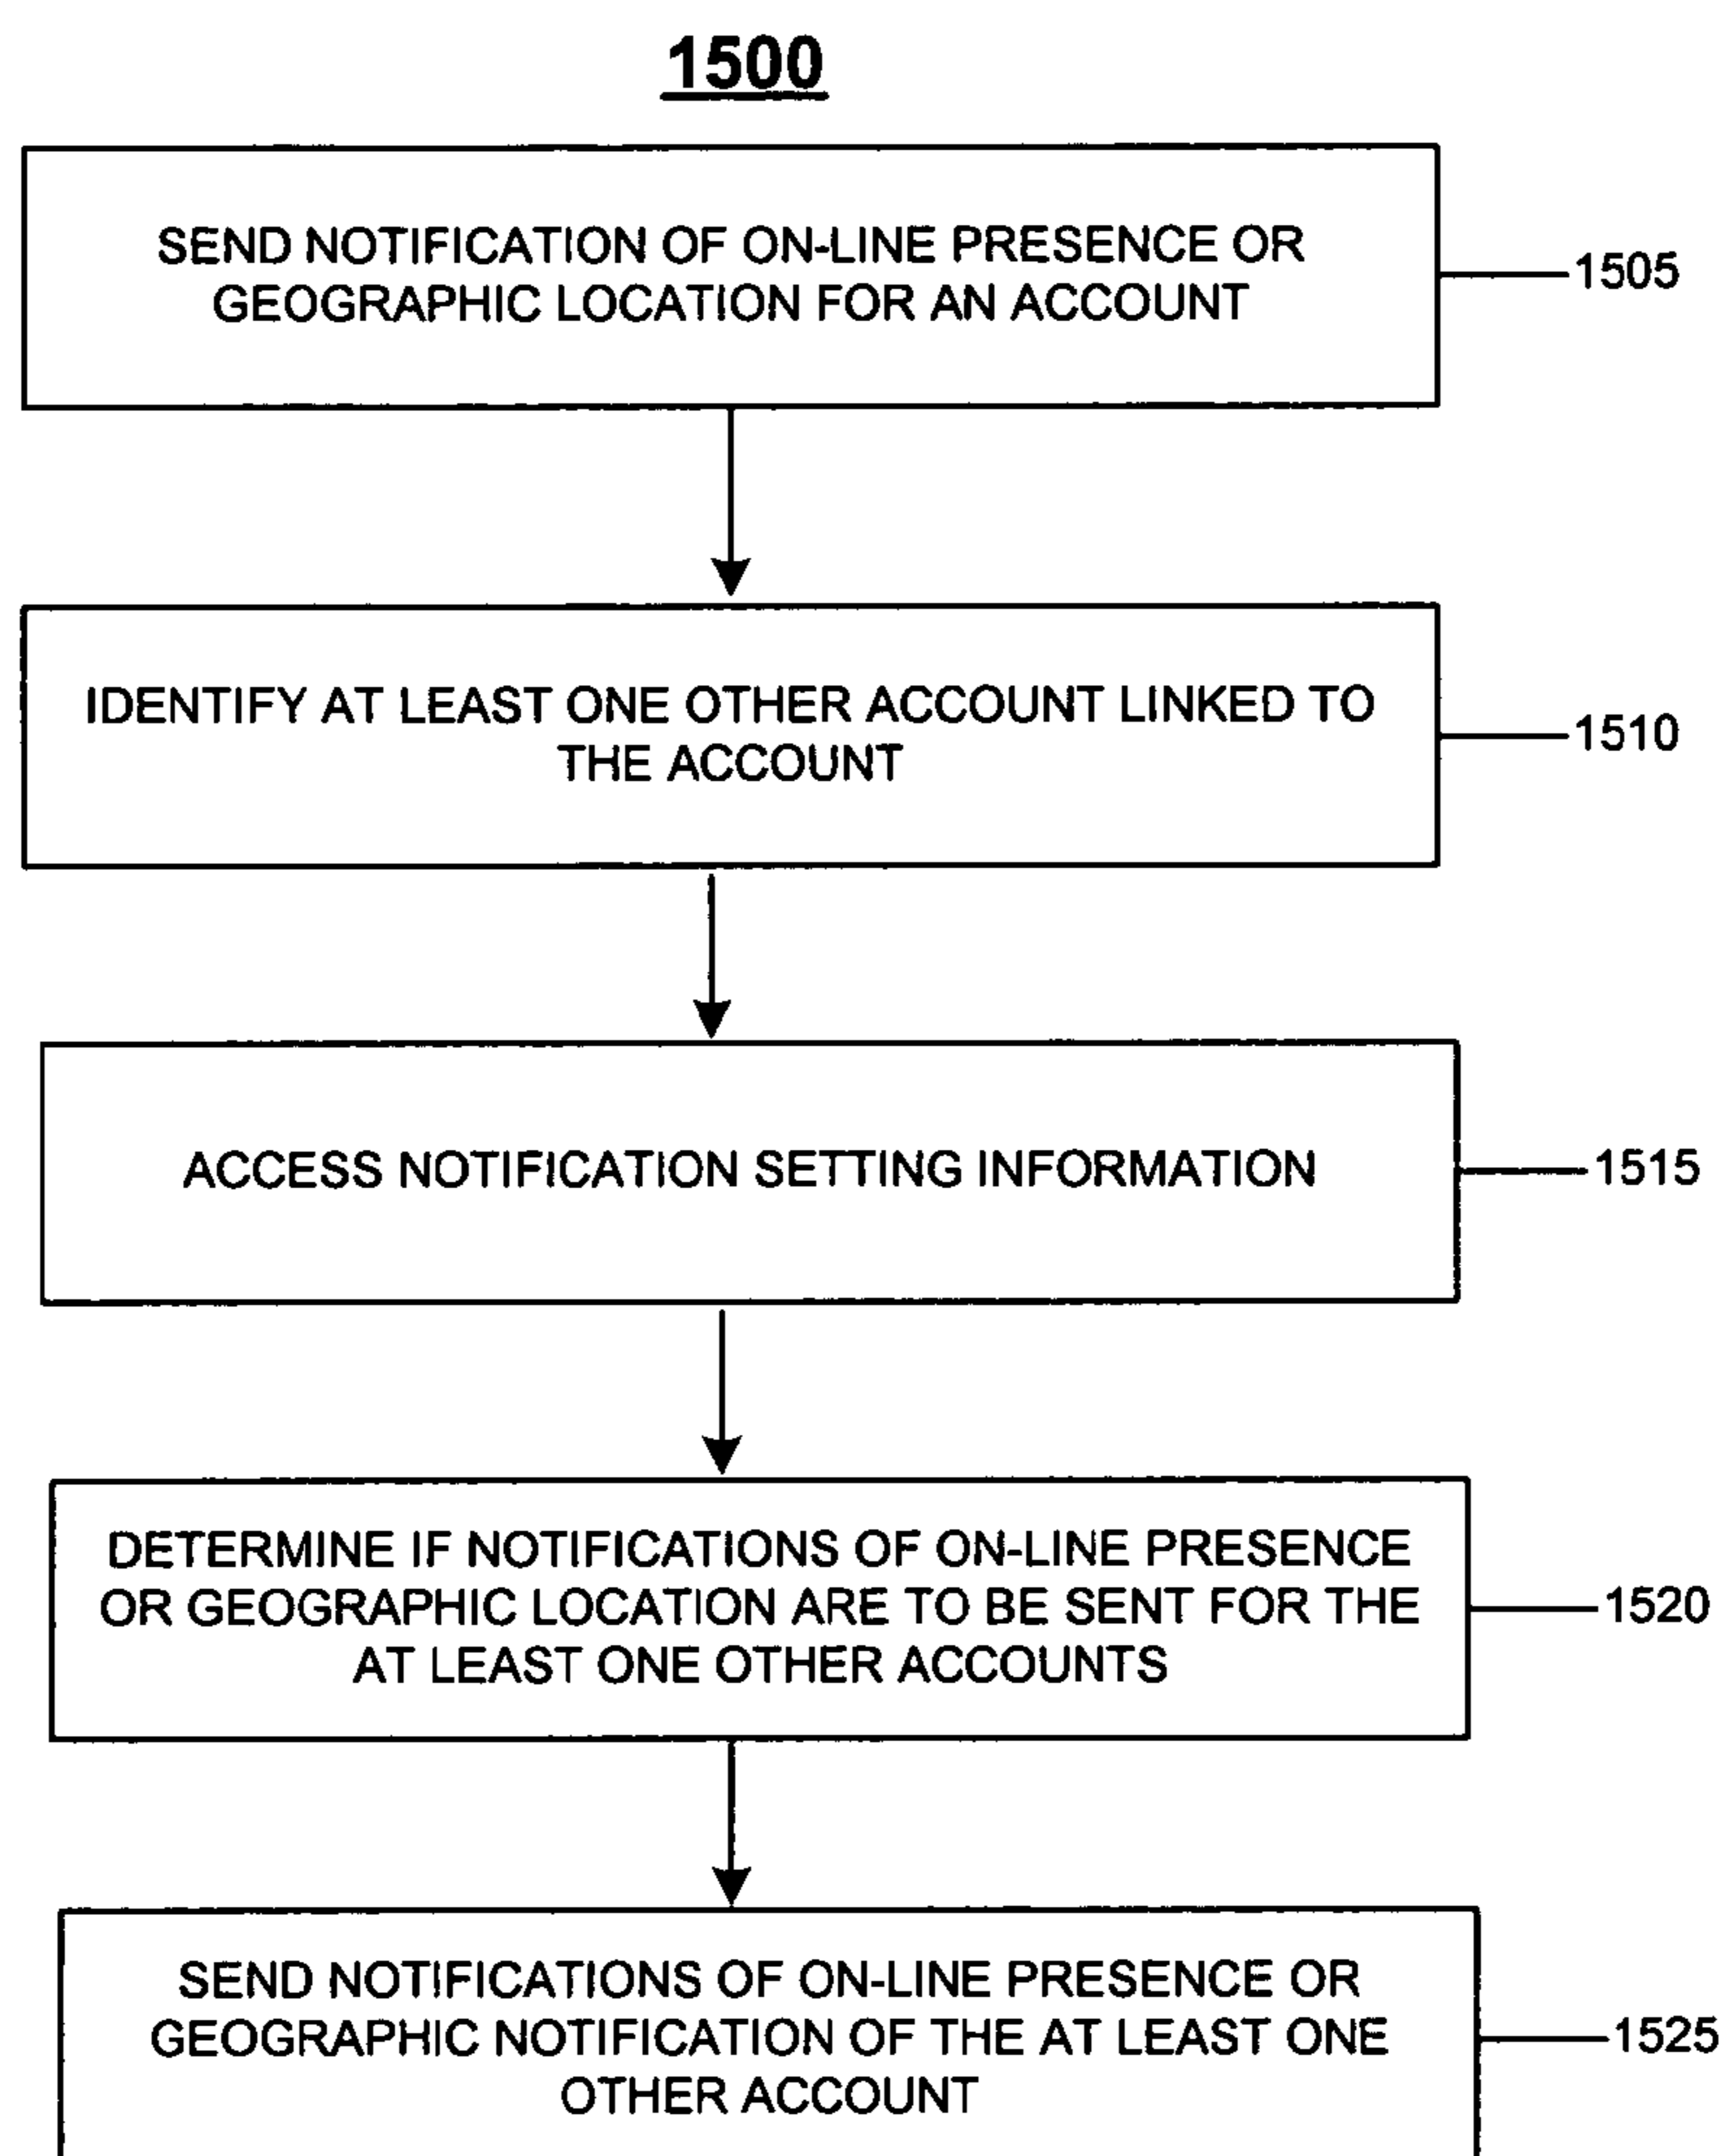 1500
SEND NOTIFICATION OF ON-LINE PRESENCE OR
GEOGRAPHIC LOCATION FOR AN ACCOUNT
1505
IDENTIFY AT LEAST ONE OTHER ACCOUNT LINKED TO
THE ACCOUNT
1510
ACCESS NOTIFICATION SETTING INFORMATION
1515
DETERMINE IF NOTIFICATIONS OF ON-LINE PRESENCE
OR GEOGRAPHIC LOCATION ARE TO BE SENT FOR THE
AT LEAST ONE OTHER ACCOUNTS
1520
SEND NOTIFICATIONS OF ON-LINE PRESENCE OR
GEOGRAPHIC NOTIFICATION OF THE AT LEAST ONE
OTHER ACCOUNT
1525